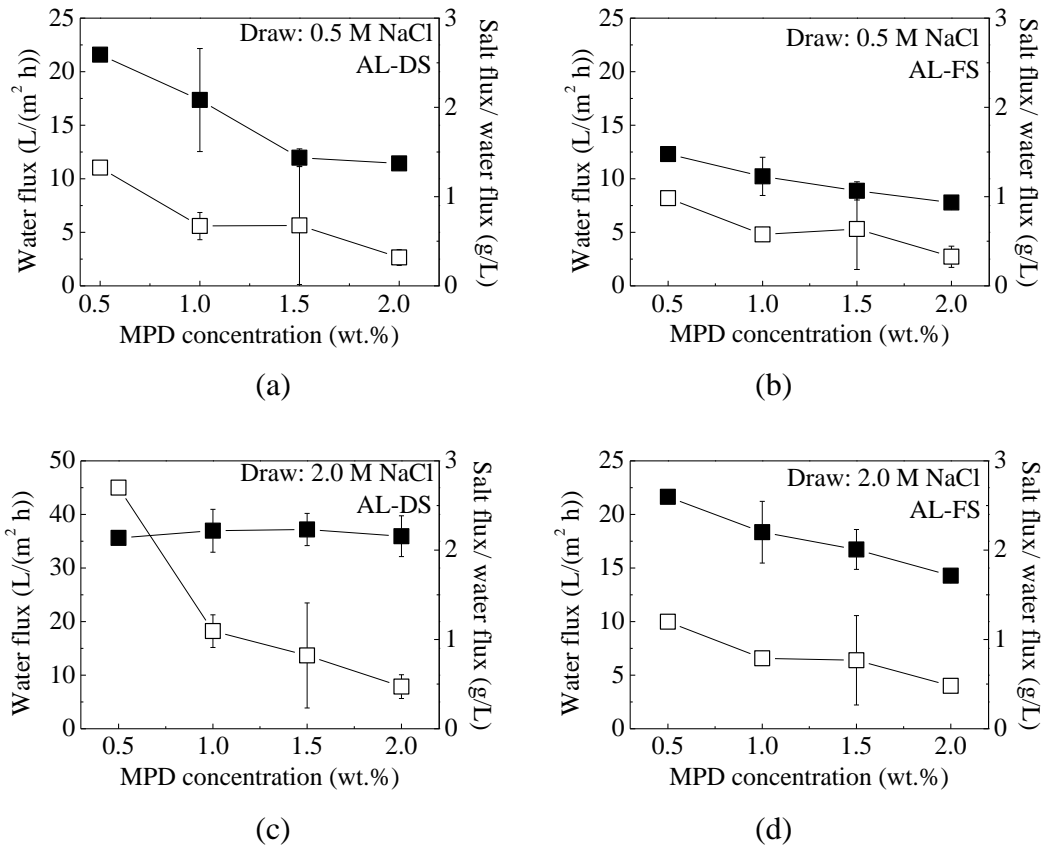 Draw: 0.5 M NaCl
AL-DS
Water flux (L/(m² h))
25
20
15
10
5
0
3
2
1
0
Salt flux/ water flux (g/L)
0.5 1.0 1.5 2.0
MPD concentration (wt.%)
(a)
Draw: 0.5 M NaCl
AL-FS
Water flux (L/(m² h))
25
20
15
10
5
0
3
2
1
0
Salt flux/ water flux (g/L)
0.5 1.0 1.5 2.0
MPD concentration (wt.%)
(b)
Draw: 2.0 M NaCl
AL-DS
Water flux (L/(m² h))
50
40
30
20
10
0
3
2
1
0
Salt flux/ water flux (g/L)
0.5 1.0 1.5 2.0
MPD concentration (wt.%)
(c)
Draw: 2.0 M NaCl
AL-FS
Water flux (L/(m² h))
25
20
15
10
5
0
3
2
1
0
Salt flux/ water flux (g/L)
0.5 1.0 1.5 2.0
MPD concentration (wt.%)
(d)